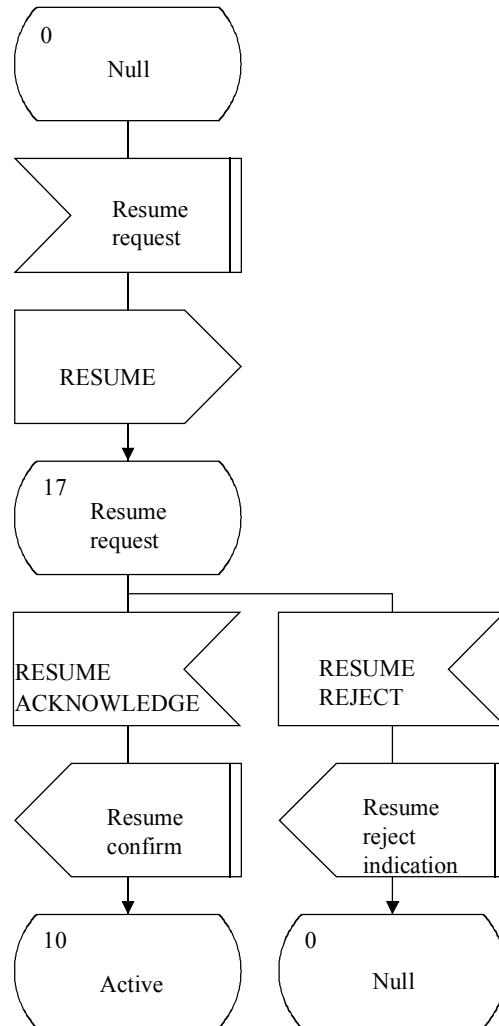 0
Null
Resume
request
RESUME
17
Resume
request
RESUME
ACKNOWLEDGE
RESUME
REJECT
Resume
confirm
Resume
reject
indication
10
Active
0
Null